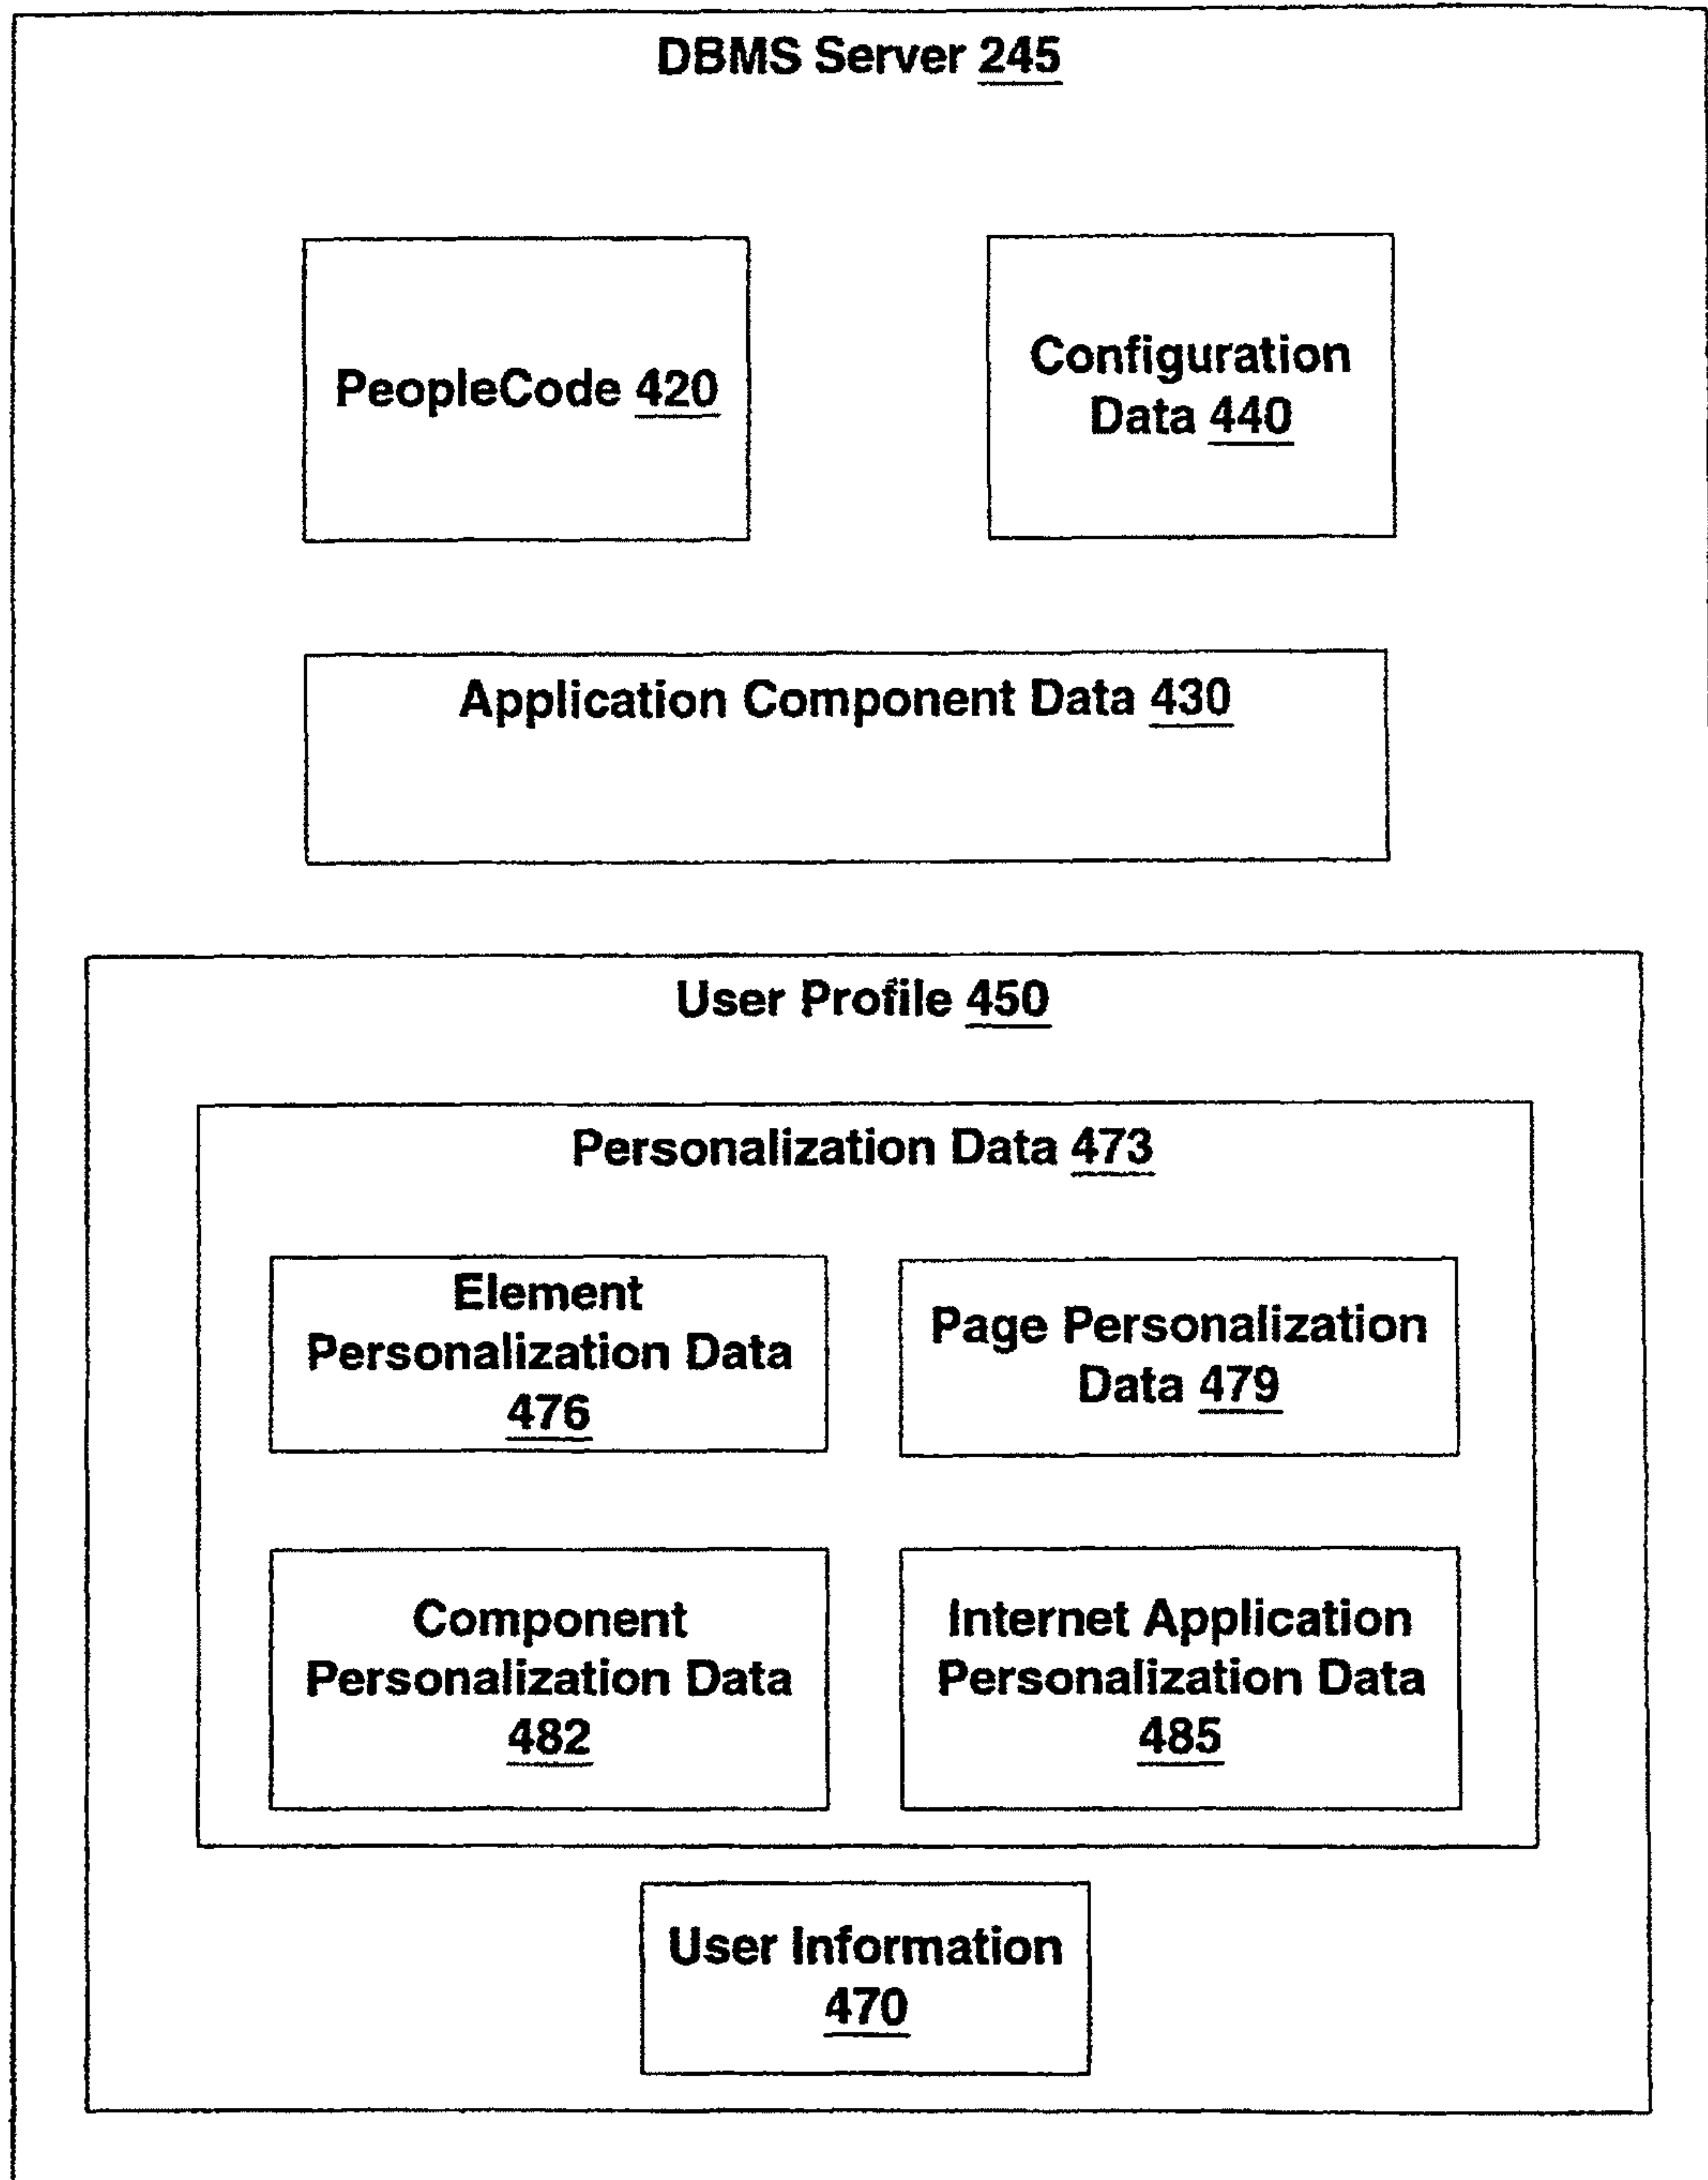 DBMS Server 245
PeopleCode 420
Configuration
Data 440
Application Component Data 430
User Profile 450
Personalization Data 473
Element
Personalization Data
476
Page Personalization
Data 479
Component
Personalization Data
482
Internet Application
Personalization Data
485
User Information
470